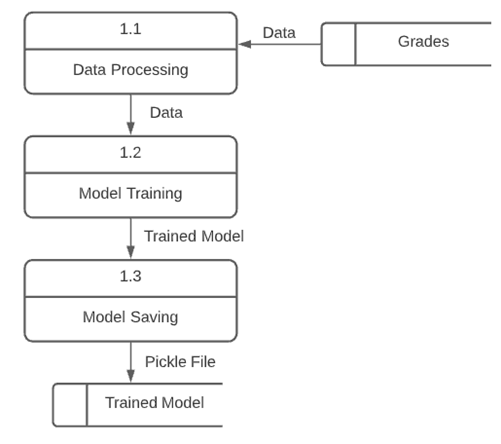 1.1
Data
Grades
Data Processing
Data
1.2
Model Training
Trained Model
1.3
Model Saving
Pickle File
Trained Model